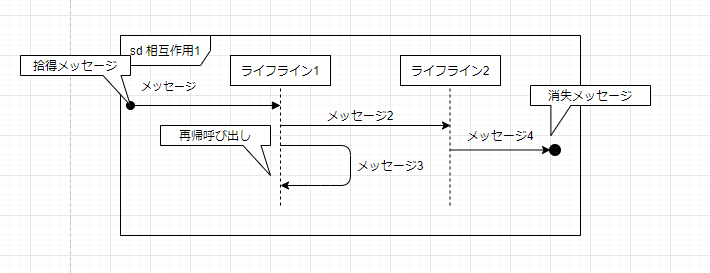 sd 相互作用1
拾得メッセージ
ライフライン1
ライフライン2
メッセージ
消失メッセージ
メッセージ2
再帰呼び出し
メッセージ4
メッセージ3